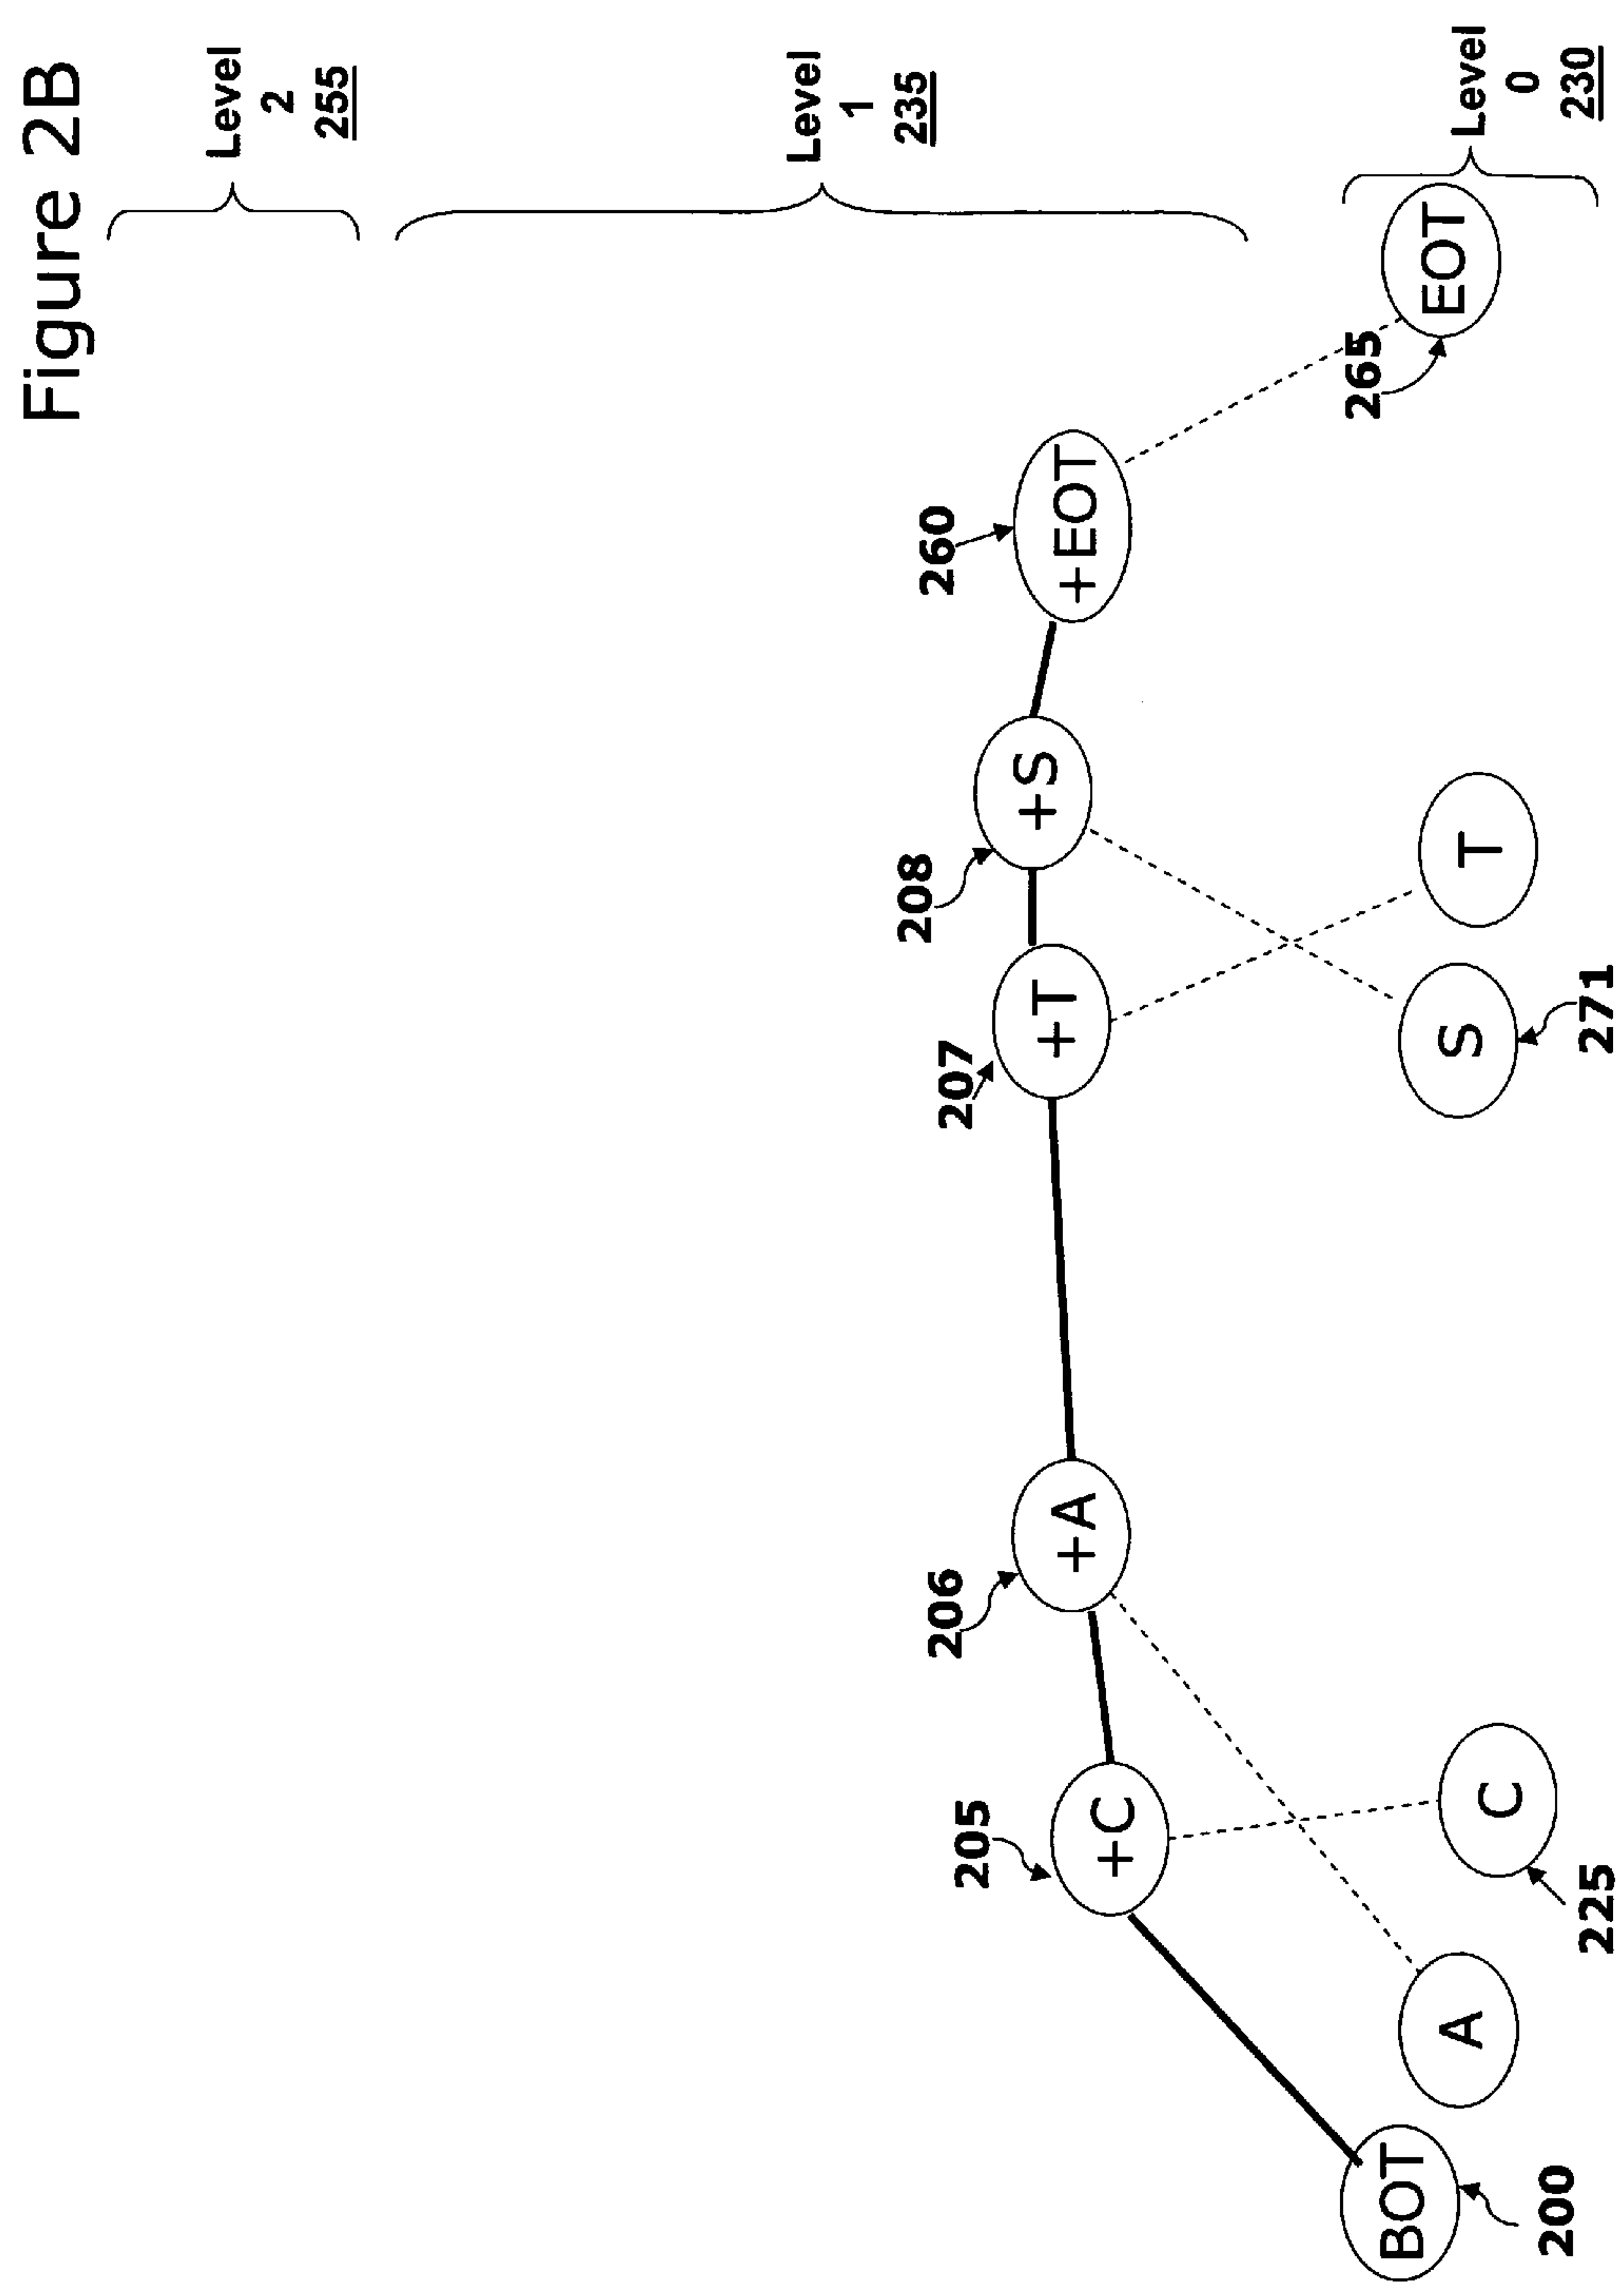 Figure 2B
Level
2
255
Level
1
235
Level
0
230
260
+EOT
265
EOT
208
+S
207
+T
T
S
271
206
+A
205
+C
C
225
A
BOT
200